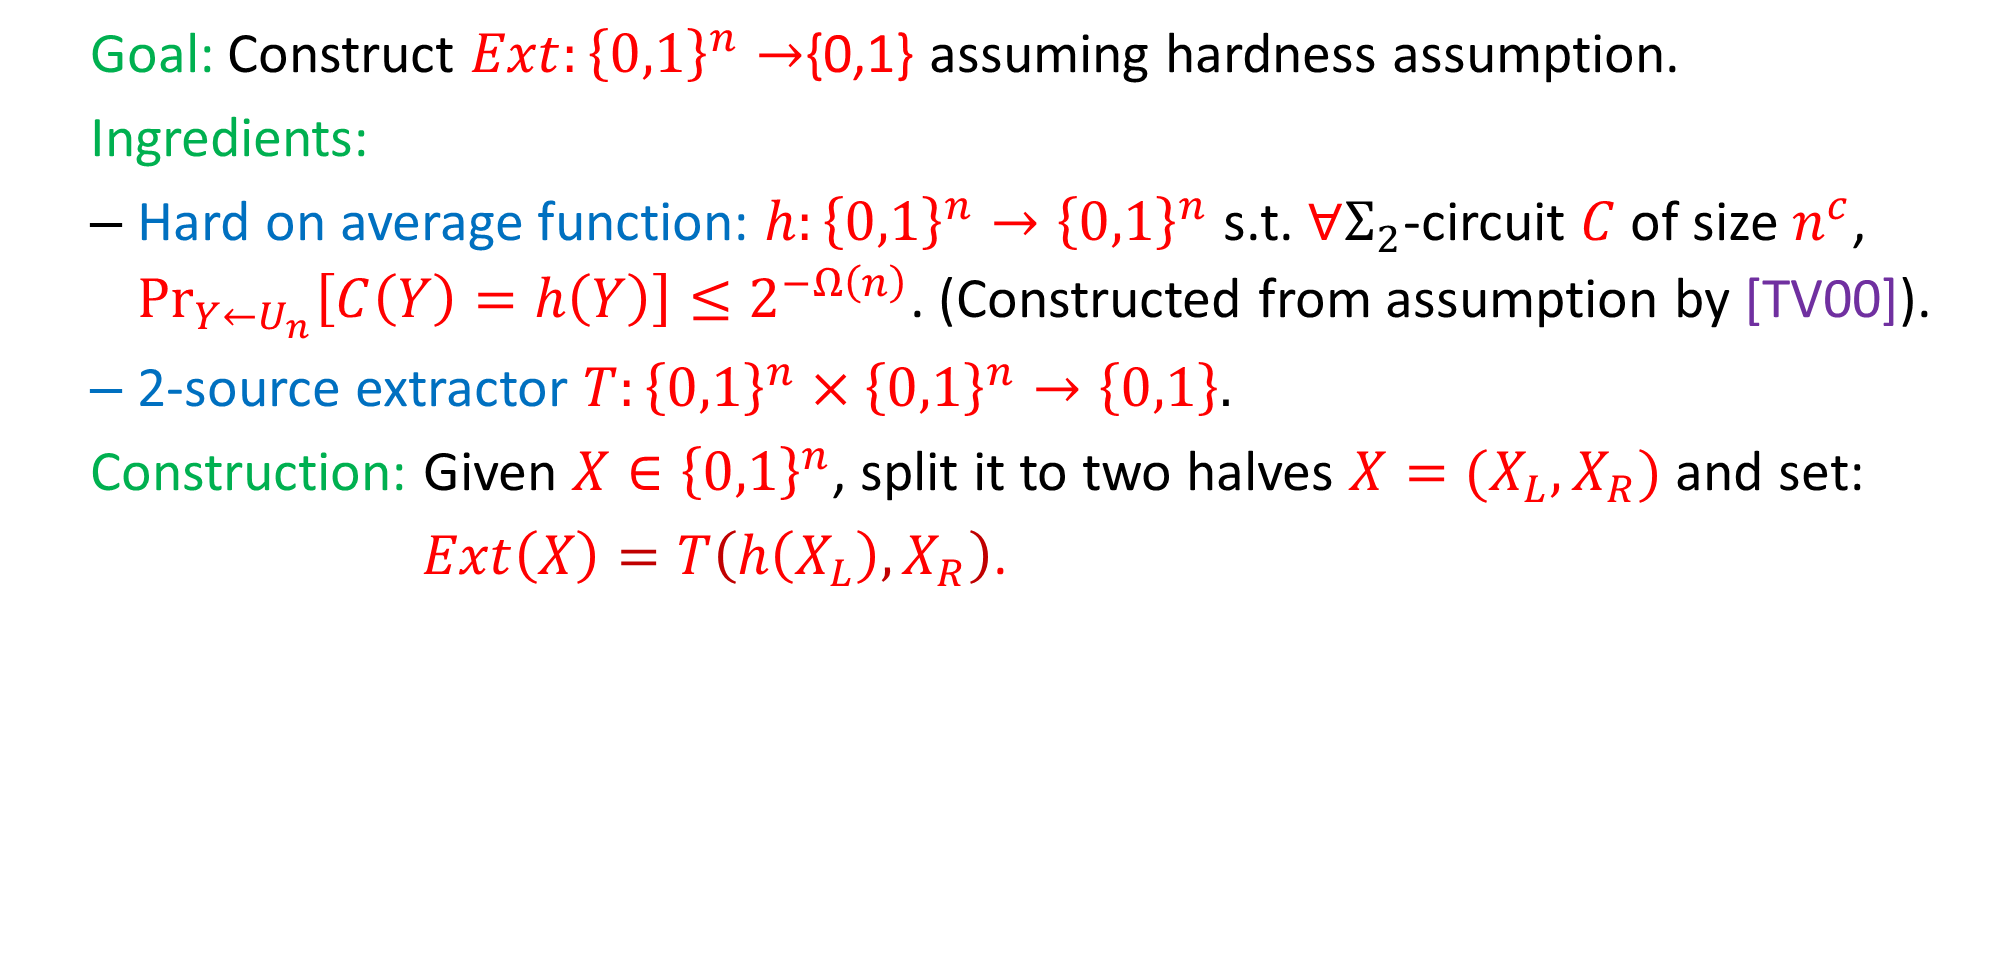 Goal: Construct Ext: {0,1}ⁿ →{0,1} assuming hardness assumption.
Ingredients:
– Hard on average function: h: {0,1}ⁿ → {0,1}ⁿ s.t. ∀Σ₂-circuit C of size nᶜ,
Pr_{Y←U_n}[C(Y) = h(Y)] ≤ 2^{−Ω(n)}. (Constructed from assumption by [TV00]).
– 2-source extractor T: {0,1}ⁿ × {0,1}ⁿ → {0,1}.
Construction: Given X ∈ {0,1}ⁿ, split it to two halves X = (X_L, X_R) and set:
Ext(X) = T(h(X_L), X_R).